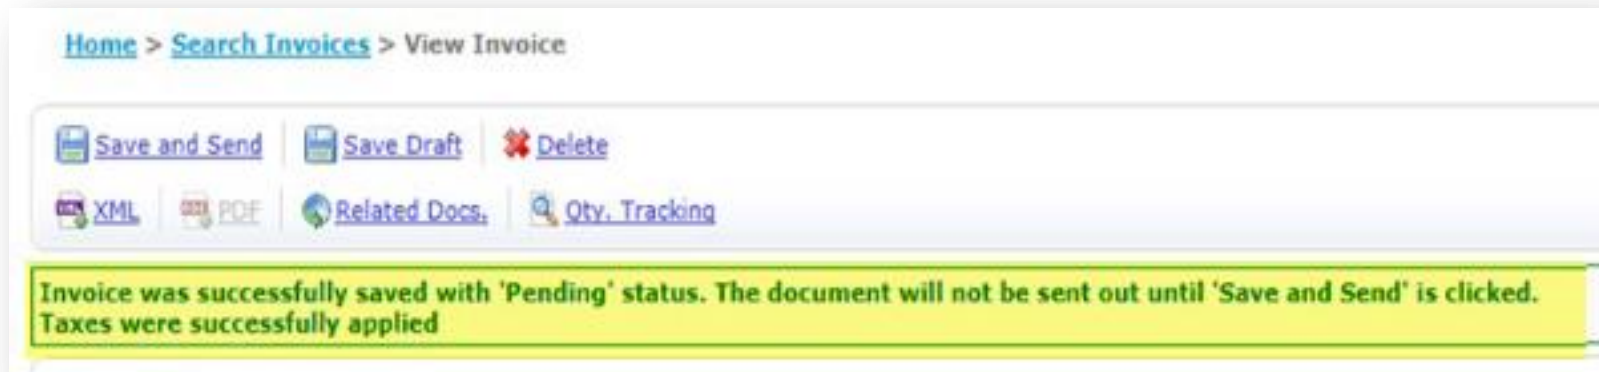 Home > Search Invoices > View Invoice
Save and Send Save Draft Delete
XML PDF Related Docs. Qty. Tracking
Invoice was successfully saved with 'Pending' status. The document will not be sent out until 'Save and Send' is clicked.
Taxes were successfully applied